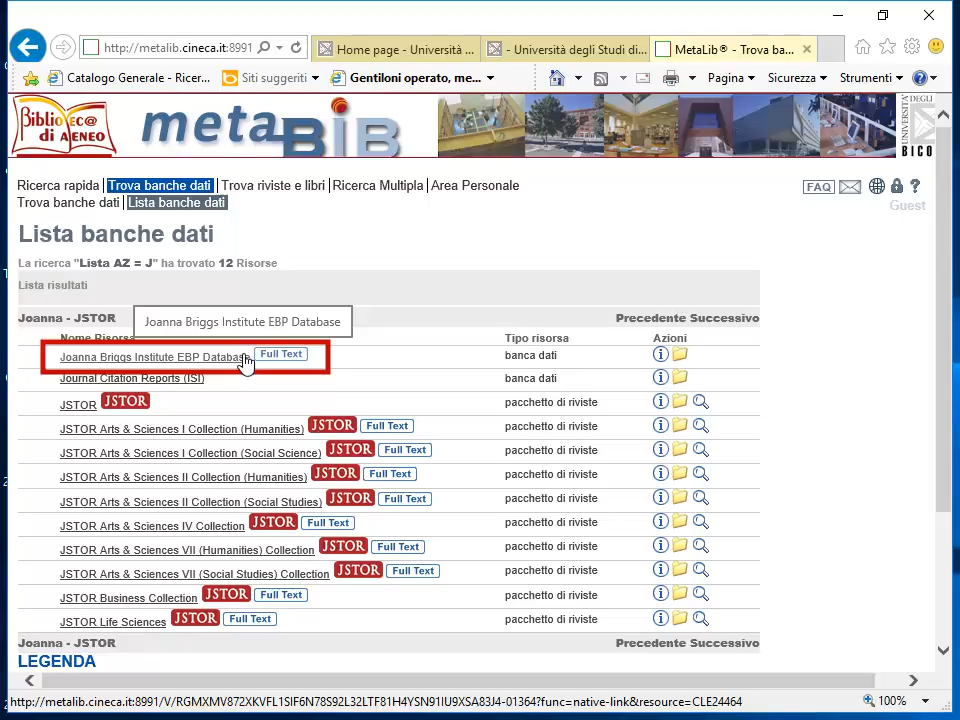 http://metalib.cineca.it:8991
Home page - Università ...
- Università degli Studi di...
MetaLib® - Trova ba...
Catalogo Generale - Ricer...
Siti suggeriti
Gentiloni operato, me...
Pagina
Sicurezza
Strumenti
Bibliotec@
di ATENEO
metaBIB
UNIVERSITÀ DEGLI
BICO
Ricerca rapida | Trova banche dati | Trova riviste e libri | Ricerca Multipla | Area Personale
FAQ
Trova banche dati | Lista banche dati
Guest
Lista banche dati
La ricerca "Lista AZ = J" ha trovato 12 Risorse
Lista risultati
Joanna - JSTOR
Joanna Briggs Institute EBP Database
Precedente Successivo
Nome Risorsa
Tipo risorsa
Azioni
Joanna Briggs Institute EBP Database Full Text banca dati
Journal Citation Reports (ISI) banca dati
JSTOR JSTOR pacchetto di riviste
JSTOR Arts & Sciences I Collection (Humanities) JSTOR Full Text pacchetto di riviste
JSTOR Arts & Sciences I Collection (Social Science) JSTOR Full Text pacchetto di riviste
JSTOR Arts & Sciences II Collection (Humanities) JSTOR Full Text pacchetto di riviste
JSTOR Arts & Sciences II Collection (Social Studies) JSTOR Full Text pacchetto di riviste
JSTOR Arts & Sciences IV Collection JSTOR Full Text pacchetto di riviste
JSTOR Arts & Sciences VII (Humanities) Collection JSTOR Full Text pacchetto di riviste
JSTOR Arts & Sciences VII (Social Studies) Collection JSTOR Full Text pacchetto di riviste
JSTOR Business Collection JSTOR Full Text pacchetto di riviste
JSTOR Life Sciences JSTOR Full Text pacchetto di riviste
Joanna - JSTOR
Precedente Successivo
LEGENDA
http://metalib.cineca.it:8991/V/RGMXMV872XKVFL1SIF6N78S92L32LTF81H4YSN91IU9XSA83J4-01364?func=native-link&resource=CLE24464
100%